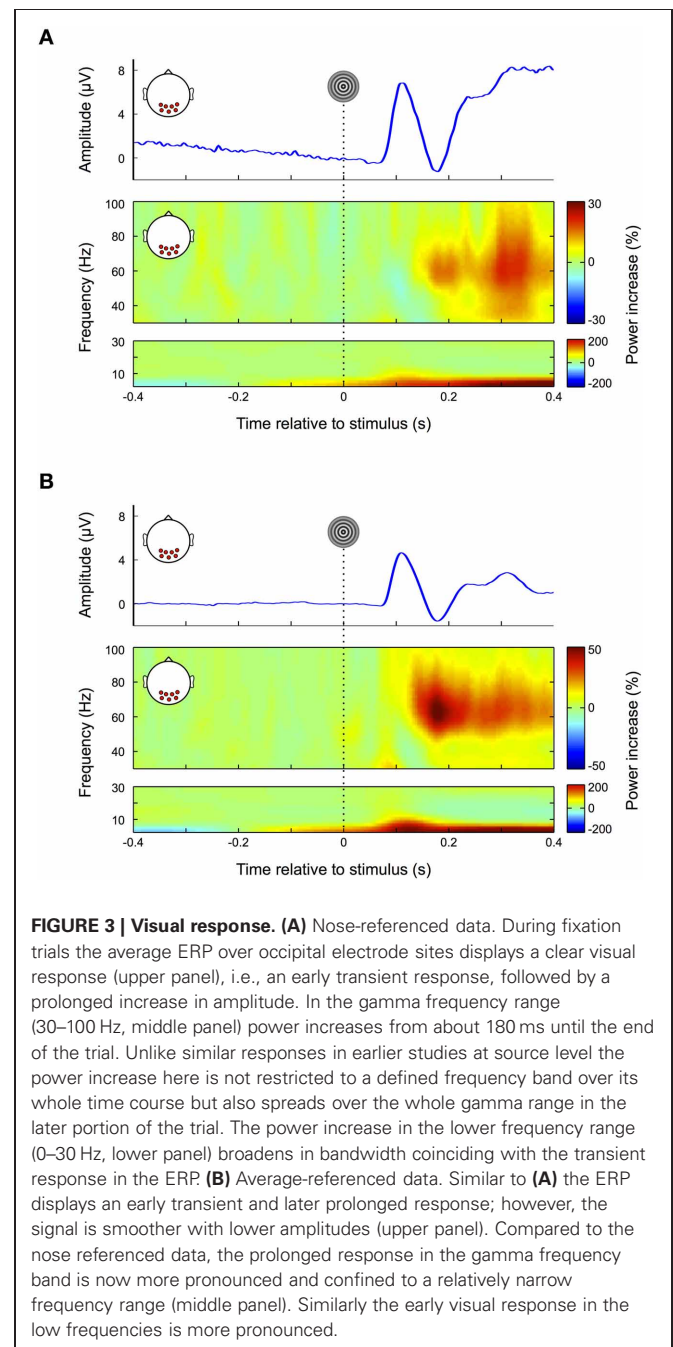 A
Amplitude (µV)
8
4
0
Frequency (Hz)
100
80
60
40
30
10
30
0
-30
200
0
-200
Power increase (%)
-0.4 -0.2 0 0.2 0.4
Time relative to stimulus (s)
B
Amplitude (µV)
8
4
0
Frequency (Hz)
100
80
60
40
30
10
50
0
-50
200
0
-200
Power increase (%)
-0.4 -0.2 0 0.2 0.4
Time relative to stimulus (s)
FIGURE 3 | Visual response. (A) Nose-referenced data. During fixation
trials the average ERP over occipital electrode sites displays a clear visual
response (upper panel), i.e., an early transient response, followed by a
prolonged increase in amplitude. In the gamma frequency range
(30–100 Hz, middle panel) power increases from about 180 ms until the end
of the trial. Unlike similar responses in earlier studies at source level the
power increase here is not restricted to a defined frequency band over its
whole time course but also spreads over the whole gamma range in the
later portion of the trial. The power increase in the lower frequency range
(0–30 Hz, lower panel) broadens in bandwidth coinciding with the transient
response in the ERP. (B) Average-referenced data. Similar to (A) the ERP
displays an early transient and later prolonged response; however, the
signal is smoother with lower amplitudes (upper panel). Compared to the
nose referenced data, the prolonged response in the gamma frequency
band is now more pronounced and confined to a relatively narrow
frequency range (middle panel). Similarly the early visual response in the
low frequencies is more pronounced.